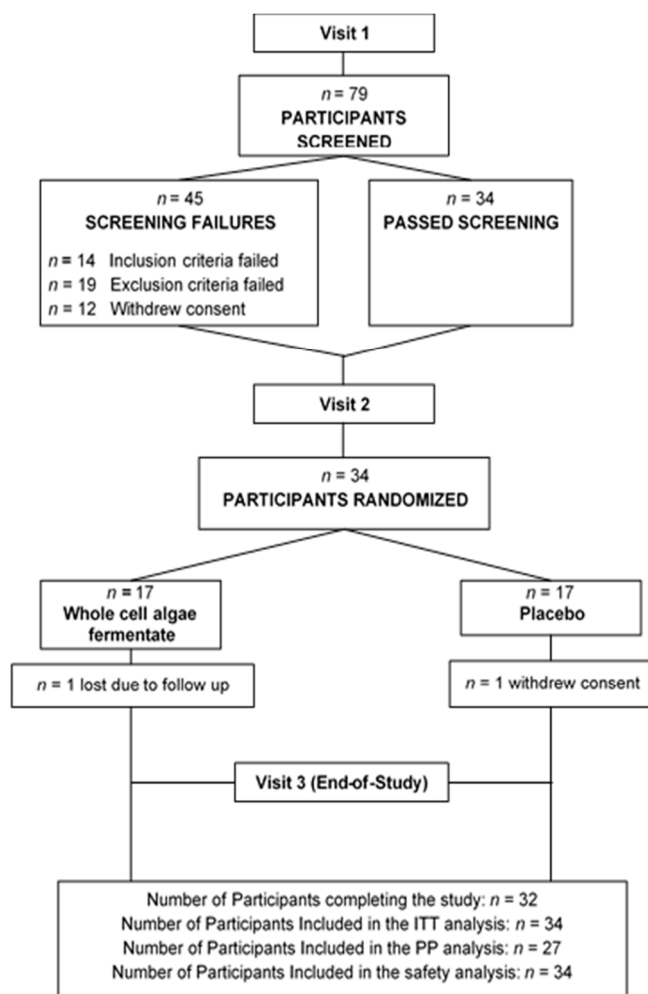 Visit 1
n = 79
PARTICIPANTS
SCREENED
n = 45
SCREENING FAILURES
n = 14 Inclusion criteria failed
n = 19 Exclusion criteria failed
n = 12 Withdrew consent
n = 34
PASSED SCREENING
Visit 2
n = 34
PARTICIPANTS RANDOMIZED
n = 17
Whole cell algae
fermentate
n = 17
Placebo
n = 1 lost due to follow up
n = 1 withdrew consent
Visit 3 (End-of-Study)
Number of Participants completing the study: n = 32
Number of Participants Included in the ITT analysis: n = 34
Number of Participants Included in the PP analysis: n = 27
Number of Participants Included in the safety analysis: n = 34